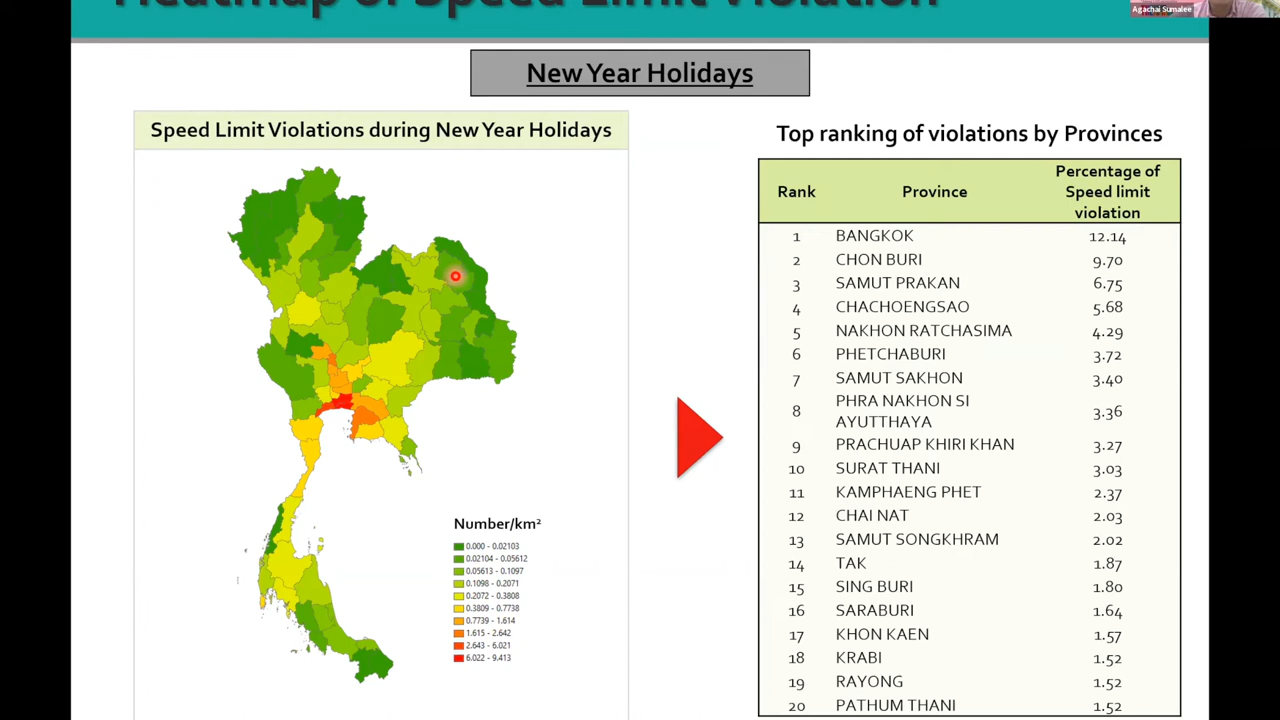 Heatmap of Speed Limit Violation
Agachai Sumalee
New Year Holidays
Speed Limit Violations during New Year Holidays
Number/km²
0.000 - 0.02103
0.02104 - 0.05612
0.05613 - 0.1097
0.1098 - 0.2071
0.2072 - 0.3808
0.3809 - 0.7738
0.7739 - 1.614
1.615 - 2.642
2.643 - 6.021
6.022 - 9.413
Top ranking of violations by Provinces
Rank Province Percentage of Speed limit violation
1 BANGKOK 12.14
2 CHON BURI 9.70
3 SAMUT PRAKAN 6.75
4 CHACHOENGSAO 5.68
5 NAKHON RATCHASIMA 4.29
6 PHETCHABURI 3.72
7 SAMUT SAKHON 3.40
8 PHRA NAKHON SI AYUTTHAYA 3.36
9 PRACHUAP KHIRI KHAN 3.27
10 SURAT THANI 3.03
11 KAMPHAENG PHET 2.37
12 CHAI NAT 2.03
13 SAMUT SONGKHRAM 2.02
14 TAK 1.87
15 SING BURI 1.80
16 SARABURI 1.64
17 KHON KAEN 1.57
18 KRABI 1.52
19 RAYONG 1.52
20 PATHUM THANI 1.52